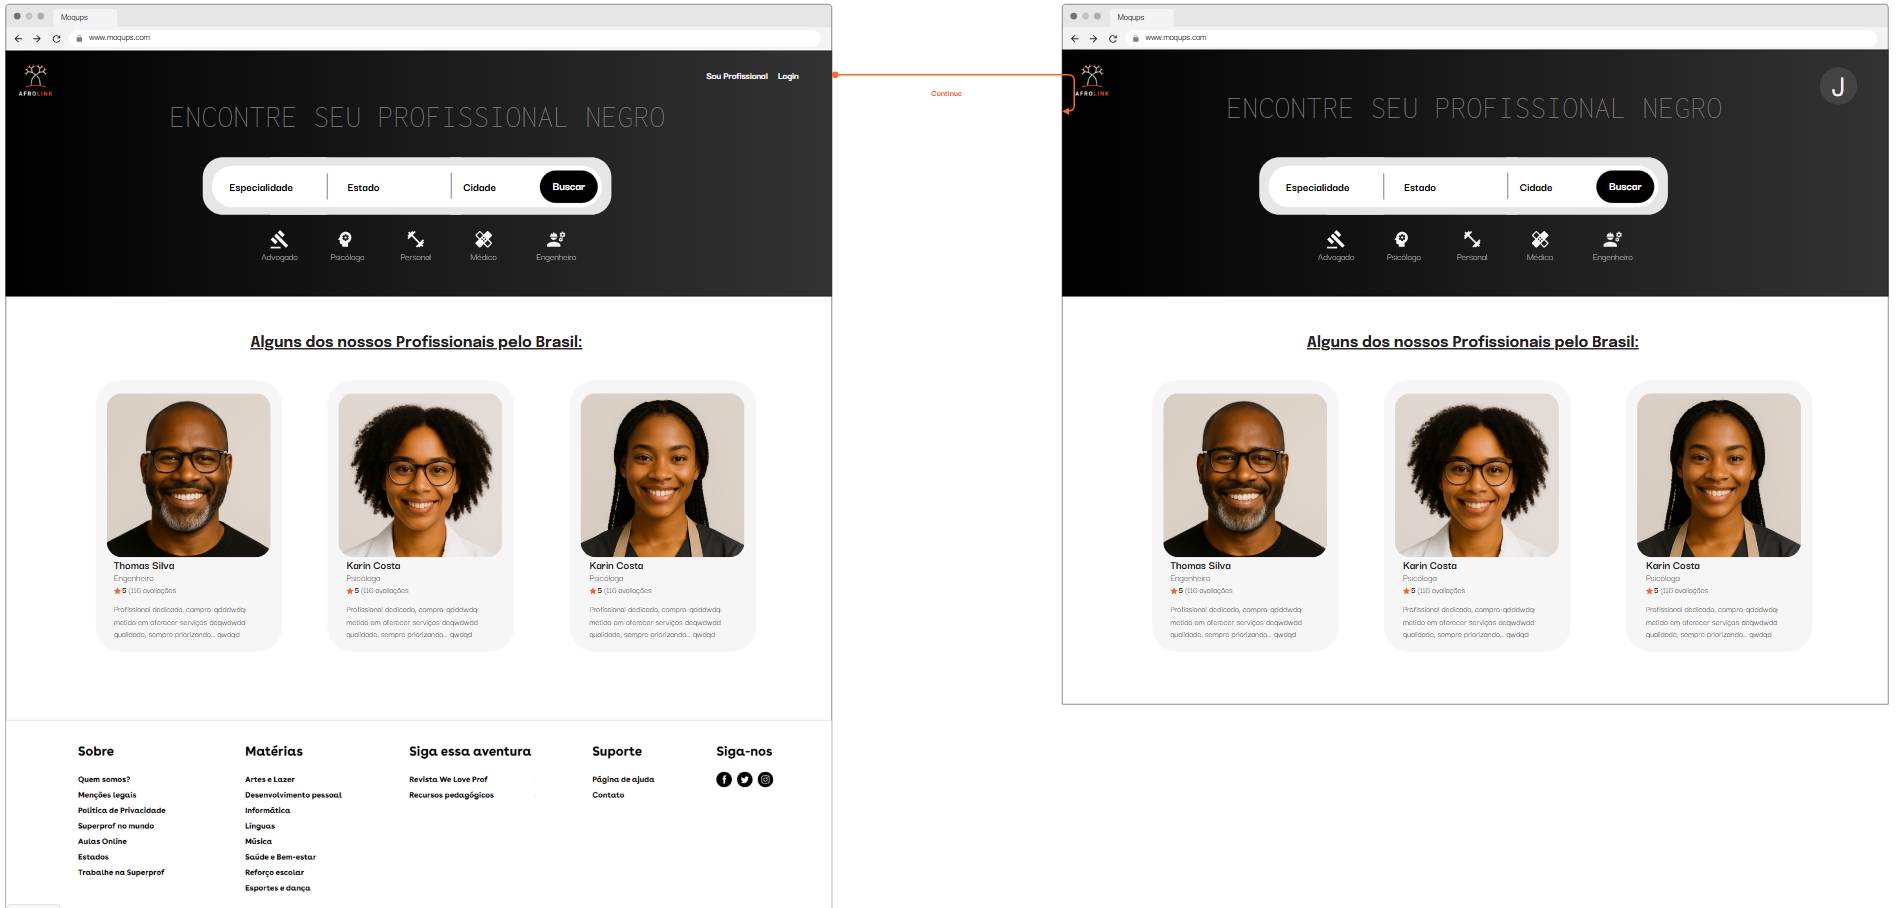 Moqups
www.moqups.com
AFROLINK
Sou Profissional Login
ENCONTRE SEU PROFISSIONAL NEGRO
Especialidade Estado Cidade Buscar
Advogado Psicólogo Personal Médico Engenheiro
Alguns dos nossos Profissionais pelo Brasil:
Thomas Silva
Engenheiro
5 (116 avaliações
Profissional dedicado, compro-qdddwdq
metido em oferecer serviços deqwdwdd
qualidade, sempre priorizando... qwdqd
Karin Costa
Psicóloga
5 (116 avaliações
Profissional dedicado, compro-qdddwdq
metido em oferecer serviços deqwdwdd
qualidade, sempre priorizando... qwdqd
Karin Costa
Psicóloga
5 (116 avaliações
Profissional dedicado, compro-qdddwdq
metido em oferecer serviços deqwdwdd
qualidade, sempre priorizando... qwdqd
Sobre
Quem somos?
Menções legais
Politica de Privacidade
Superprof no mundo
Aulas Online
Estados
Trabalhe na Superprof
Matérias
Artes e Lazer
Desenvolvimento pessoal
Informática
Línguas
Música
Saúde e Bem-estar
Reforço escolar
Esportes e dança
Siga essa aventura
Revista We Love Prof
Recursos pedagógicos
Suporte
Página de ajuda
Contato
Siga-nos
Continue
Moqups
www.moqups.com
AFROLINK
J
ENCONTRE SEU PROFISSIONAL NEGRO
Especialidade Estado Cidade Buscar
Advogado Psicólogo Personal Médico Engenheiro
Alguns dos nossos Profissionais pelo Brasil:
Thomas Silva
Engenheiro
5 (116 avaliações
Profissional dedicado, compro-qdddwdq
metido em oferecer serviços deqwdwdd
qualidade, sempre priorizando... qwdqd
Karin Costa
Psicóloga
5 (116 avaliações
Profissional dedicado, compro-qdddwdq
metido em oferecer serviços deqwdwdd
qualidade, sempre priorizando... qwdqd
Karin Costa
Psicóloga
5 (116 avaliações
Profissional dedicado, compro-qdddwdq
metido em oferecer serviços deqwdwdd
qualidade, sempre priorizando... qwdqd